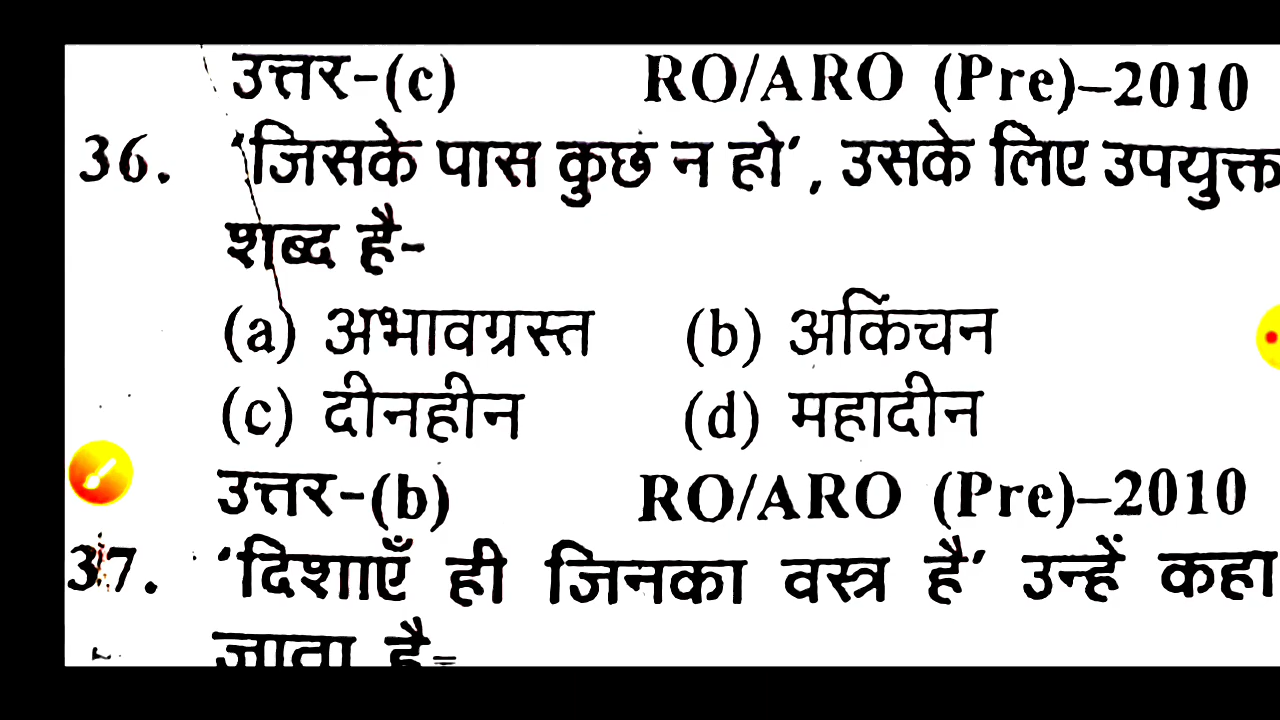 उत्तर-(c) RO/ARO (Pre)–2010
36. 'जिसके पास कुछ न हो', उसके लिए उपयुक्त
शब्द है-
(a) अभावग्रस्त (b) अकिंचन
(c) दीनहीन (d) महादीन
उत्तर-(b) RO/ARO (Pre)–2010
37. 'दिशाएँ ही जिनका वस्त्र है' उन्हें कहा
जाता है-